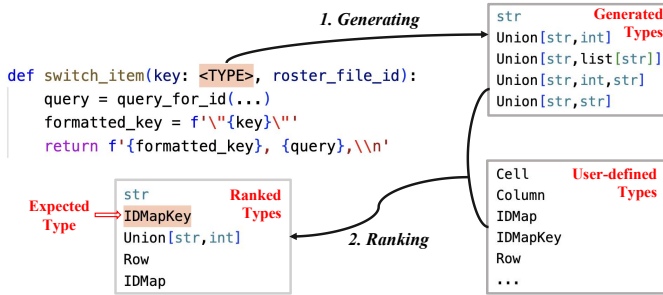 1. Generating
def switch_item(key: <TYPE>, roster_file_id):
query = query_for_id(...)
formatted_key = f'\"{key}\"'
return f'{formatted_key}, {query},\\n'
Generated
Types
str
Union[str,int]
Union[str,list[str]]
Union[str,int,str]
Union[str,str]
User-defined
Types
Cell
Column
IDMap
IDMapKey
Row
...
2. Ranking
Expected
Type
Ranked
Types
str
IDMapKey
Union[str,int]
Row
IDMap